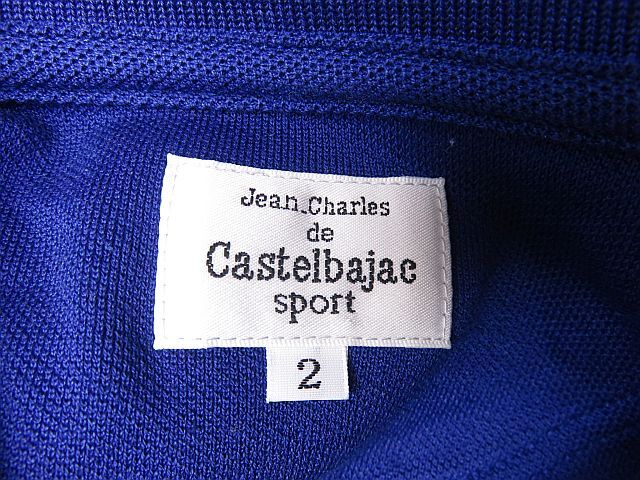 Jean.Charles
de
Castelbajac
sport
2